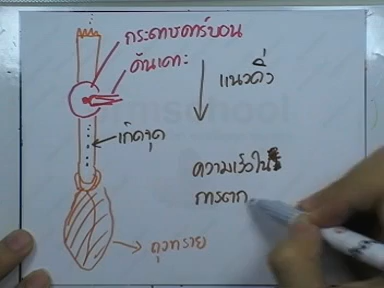 กระดาษคาร์บอน
คันเคาะ
แนวดิ่ง
เกิดจุด
ความเร็วใน
การตก
ถุงทราย